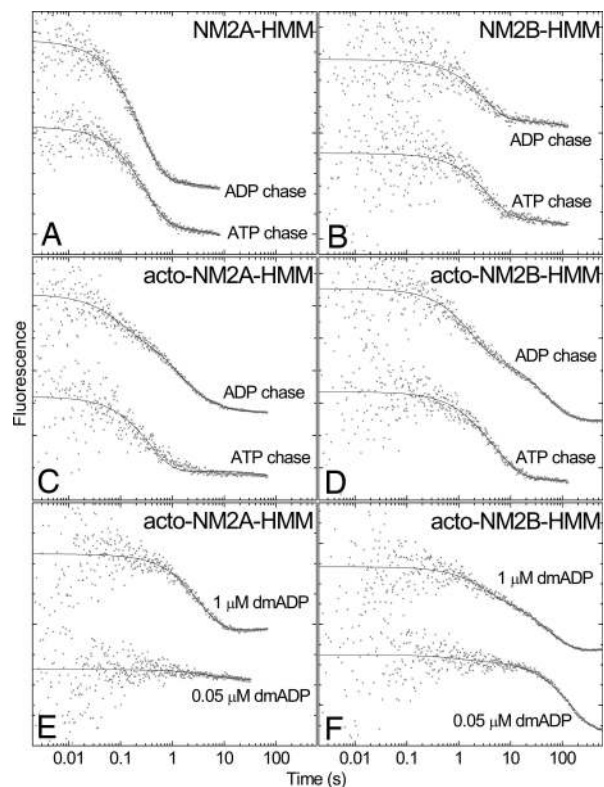 NM2A-HMM
NM2B-HMM
ADP chase
ADP chase
ATP chase
ATP chase
A
B
acto-NM2A-HMM
acto-NM2B-HMM
ADP chase
ADP chase
ATP chase
ATP chase
C
D
Fluorescence
acto-NM2A-HMM
acto-NM2B-HMM
1 μM dmADP
1 μM dmADP
0.05 μM dmADP
0.05 μM dmADP
E
F
0.01 0.1 1 10 100 0.01 0.1 1 10 100
Time (s)